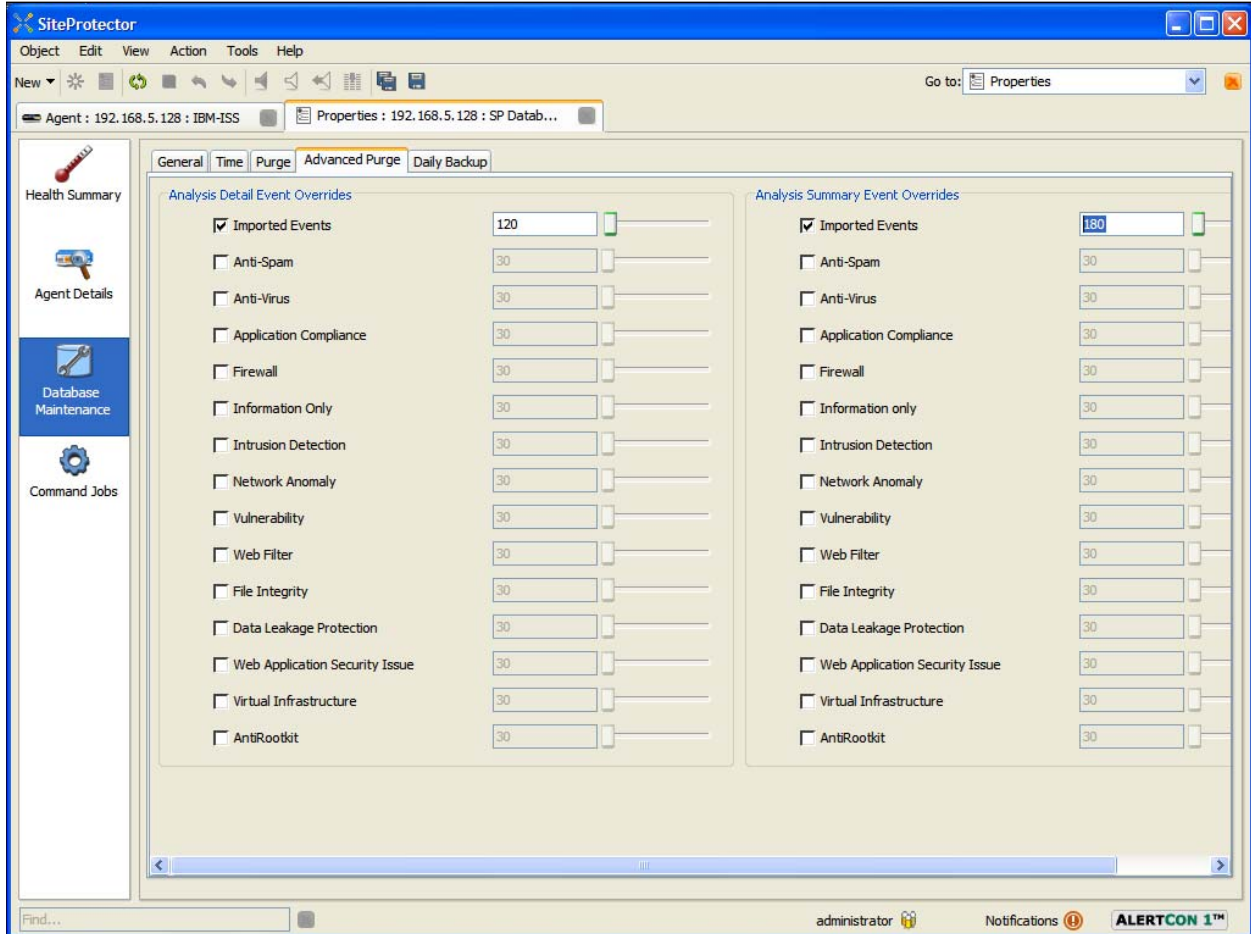 SiteProtector
Object Edit View Action Tools Help
New Go to: Properties
Agent : 192.168.5.128 : IBM-ISS Properties : 192.168.5.128 : SP Datab...
Health Summary
Agent Details
Database Maintenance
Command Jobs
General Time Purge Advanced Purge Daily Backup
Analysis Detail Event Overrides
Imported Events 120
Anti-Spam 30
Anti-Virus 30
Application Compliance 30
Firewall 30
Information Only 30
Intrusion Detection 30
Network Anomaly 30
Vulnerability 30
Web Filter 30
File Integrity 30
Data Leakage Protection 30
Web Application Security Issue 30
Virtual Infrastructure 30
AntiRootkit 30
Analysis Summary Event Overrides
Imported Events 180
Anti-Spam 30
Anti-Virus 30
Application Compliance 30
Firewall 30
Information only 30
Intrusion Detection 30
Network Anomaly 30
Vulnerability 30
Web Filter 30
File Integrity 30
Data Leakage Protection 30
Web Application Security Issue 30
Virtual Infrastructure 30
AntiRootkit 30
Find... administrator Notifications ALERTCON 1™